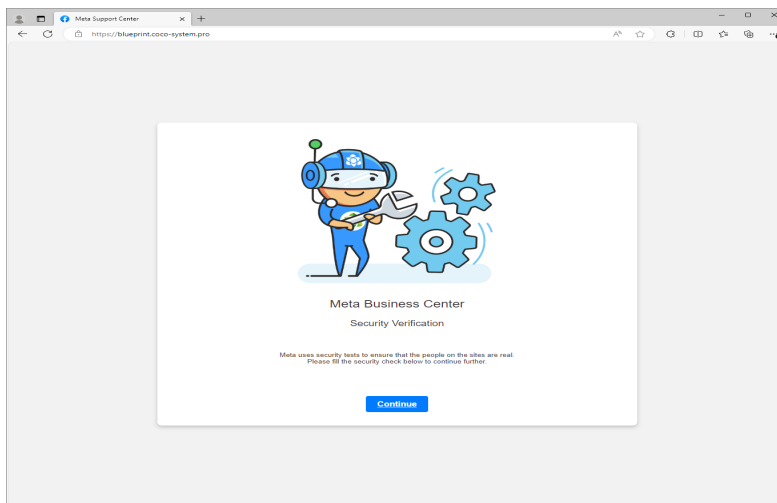 Meta Support Center
https://blueprint.coco-system.pro
Meta Business Center
Security Verification
Meta uses security tests to ensure that the people on the sites are real.
Please fill the security check below to continue further.
Continue